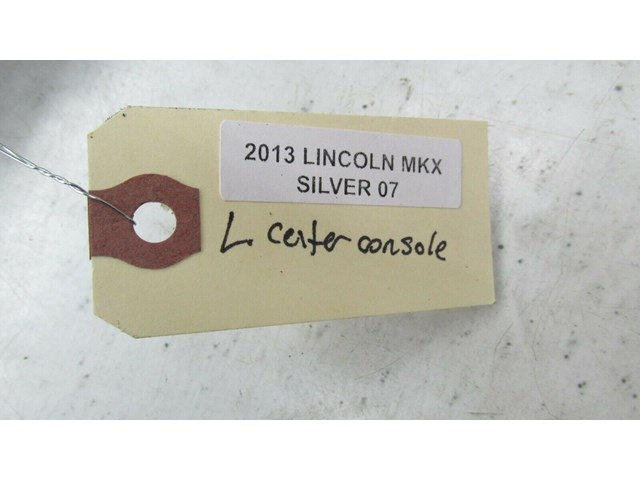 2013 LINCOLN MKX
SILVER 07
L center console